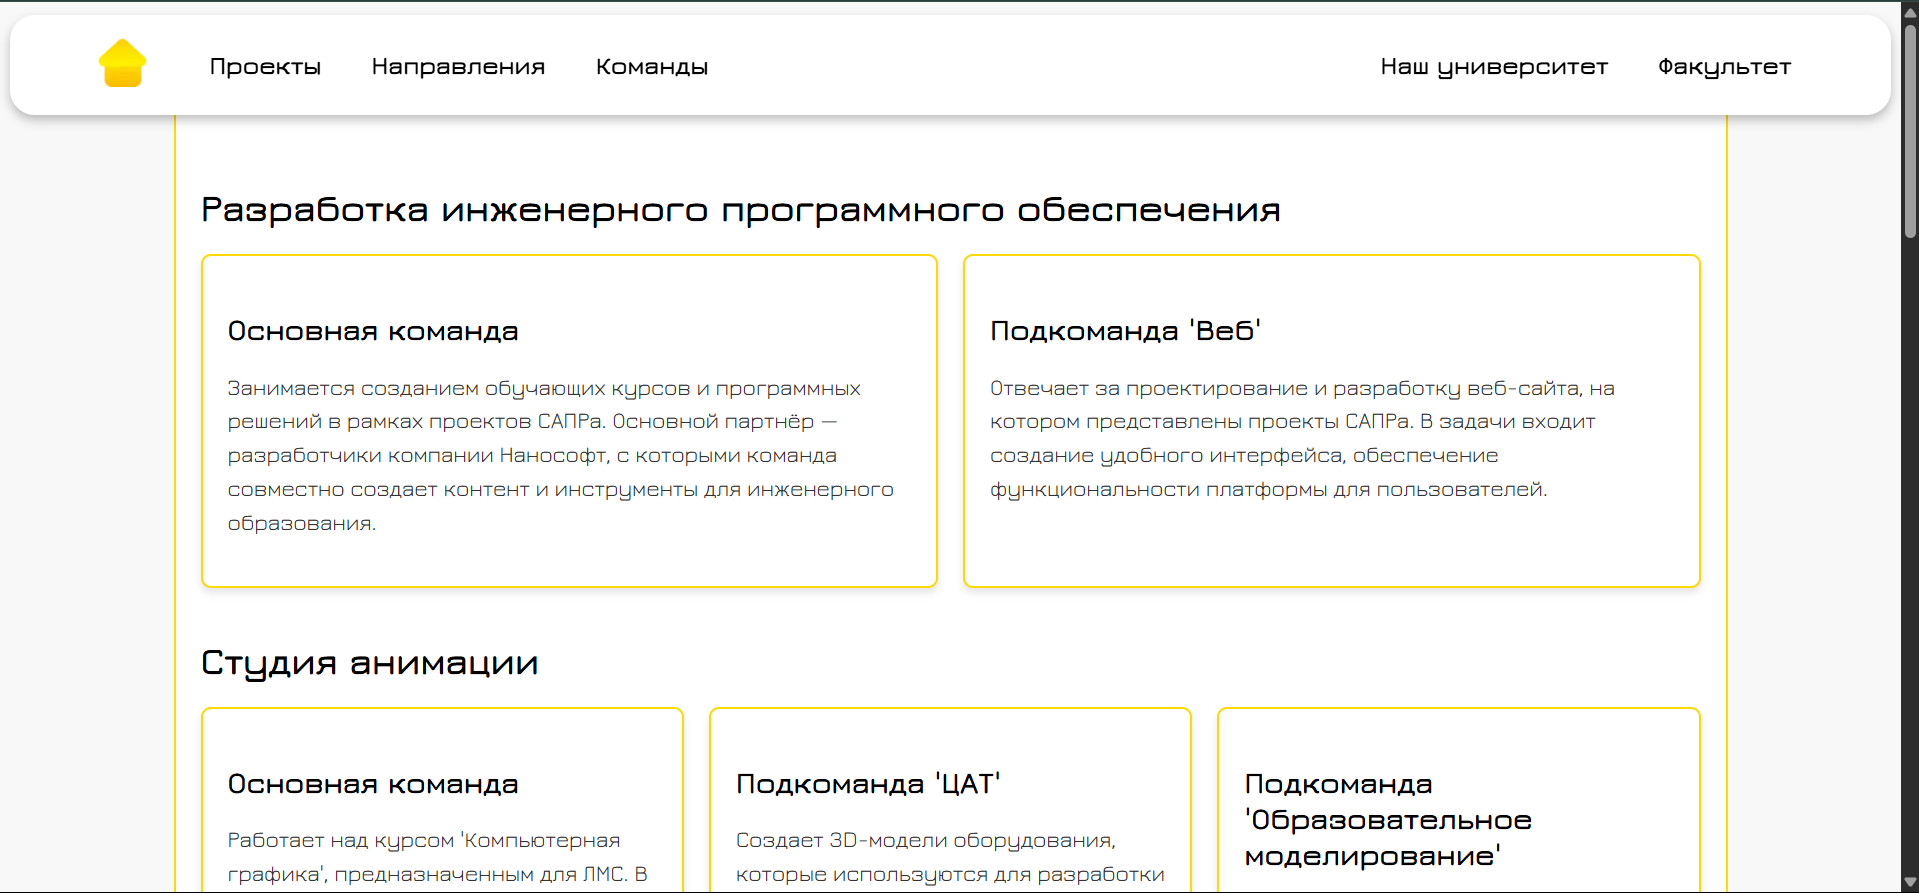 Проекты Направления Команды Наш университет Факультет
Разработка инженерного программного обеспечения
Основная команда
Занимается созданием обучающих курсов и программных
решений в рамках проектов САПРа. Основной партнёр —
разработчики компании Нанософт, с которыми команда
совместно создает контент и инструменты для инженерного
образования.
Подкоманда 'Веб'
Отвечает за проектирование и разработку веб-сайта, на
котором представлены проекты САПРа. В задачи входит
создание удобного интерфейса, обеспечение
функциональности платформы для пользователей.
Студия анимации
Основная команда
Работает над курсом 'Компьютерная
графика', предназначенным для ЛМС. В
Подкоманда 'ЦАТ'
Создает 3D-модели оборудования,
которые используются для разработки
Подкоманда
'Образовательное
моделирование'